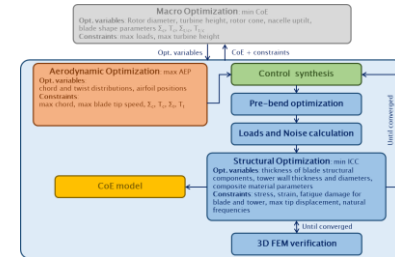 Macro Optimization: min CoE
Opt. variables: Rotor diameter, turbine height, rotor cone, nacelle uptilt,
blade shape parameters
Constraints: max loads, max turbine height
Opt. variables
CoE + constraints
Aerodynamic Optimization: max AEP
Opt. variables:
chord and twist distributions, airfoil positions
Constraints:
max chord, max blade tip speed,
Control synthesis
Pre-bend optimization
Loads and Noise calculation
Structural Optimization: min ICC
Opt. variables: thickness of blade structural
components, tower wall thickness and diameters,
composite material parameters
Constraints: stress, strain, fatigue damage for
blade and tower, max tip displacement, natural
frequencies
CoE model
Until converged
Until converged
3D FEM verification